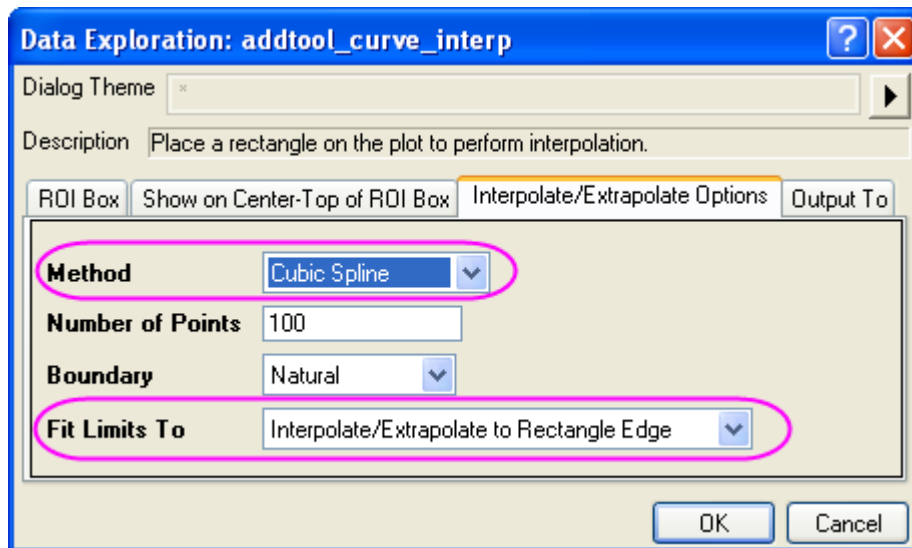 Data Exploration: addtool_curve_interp
Dialog Theme *
Description Place a rectangle on the plot to perform interpolation.
ROI Box Show on Center-Top of ROI Box Interpolate/Extrapolate Options Output To
Method Cubic Spline
Number of Points 100
Boundary Natural
Fit Limits To Interpolate/Extrapolate to Rectangle Edge
OK Cancel